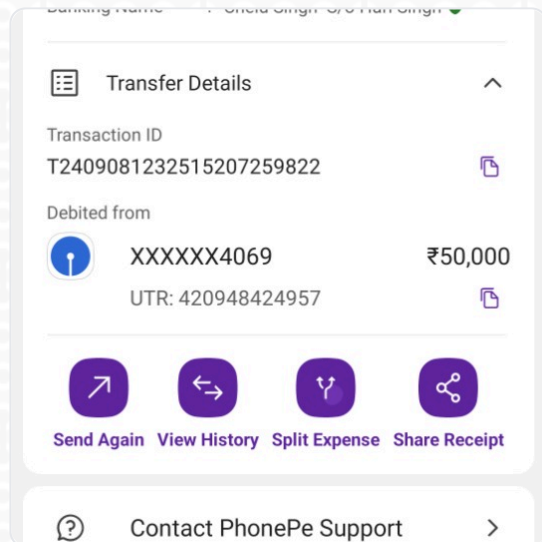 Transfer Details
Transaction ID
T2409081232515207259822
Debited from
XXXXXX4069 ₹50,000
UTR: 420948424957
Send Again View History Split Expense Share Receipt
Contact PhonePe Support